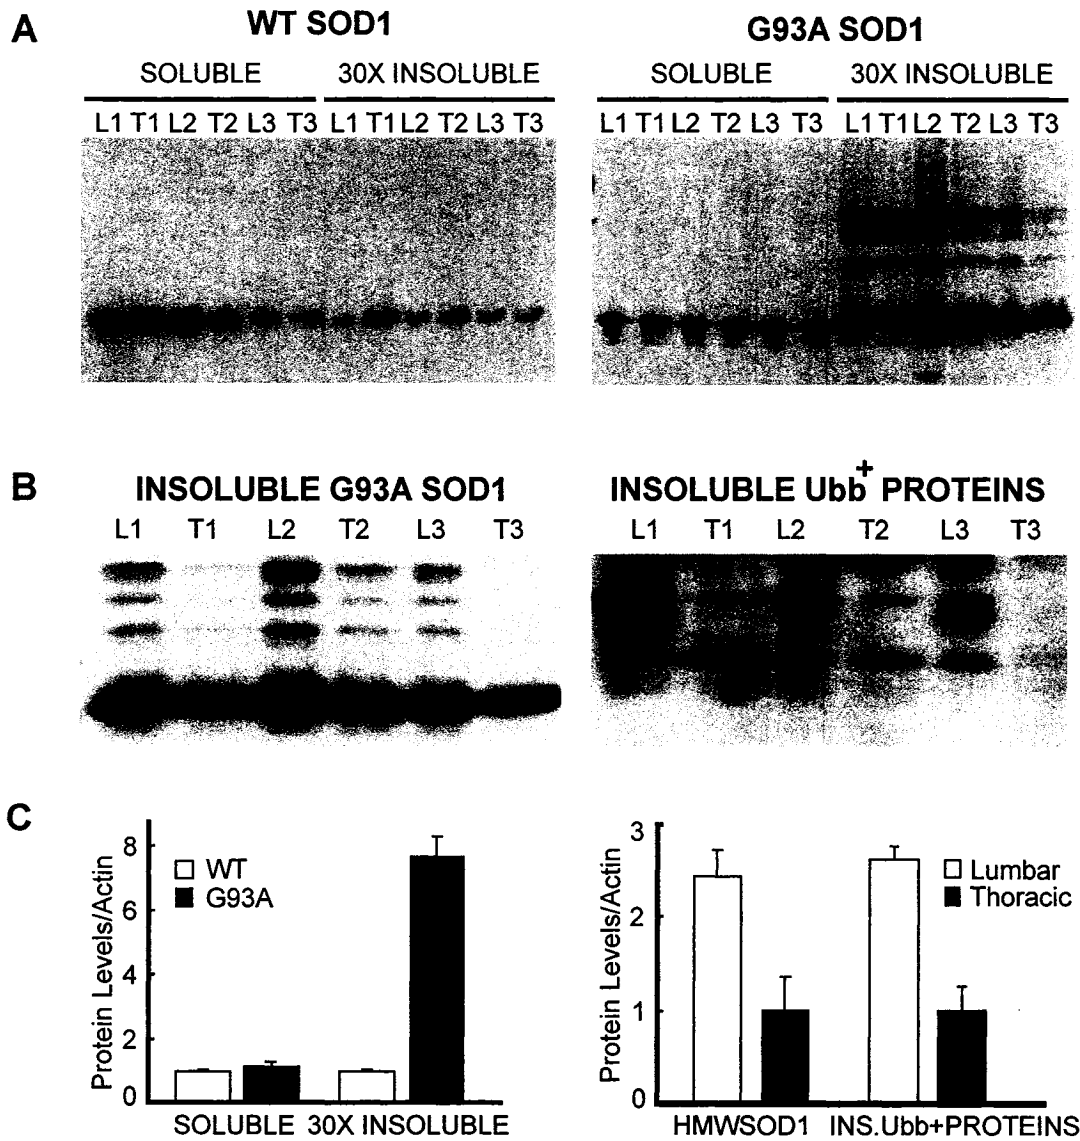 A
WT SOD1
G93A SOD1
SOLUBLE 30X INSOLUBLE
SOLUBLE 30X INSOLUBLE
L1 T1 L2 T2 L3 T3 L1 T1 L2 T2 L3 T3
L1 T1 L2 T2 L3 T3 L1 T1 L2 T2 L3 T3
B
INSOLUBLE G93A SOD1
INSOLUBLE Ubb+ PROTEINS
L1 T1 L2 T2 L3 T3
L1 T1 L2 T2 L3 T3
C
Protein Levels/Actin
8
6
4
2
0
WT
G93A
SOLUBLE 30X INSOLUBLE
Protein Levels/Actin
3
2
1
0
Lumbar
Thoracic
HMWSOD1 INS.Ubb+PROTEINS